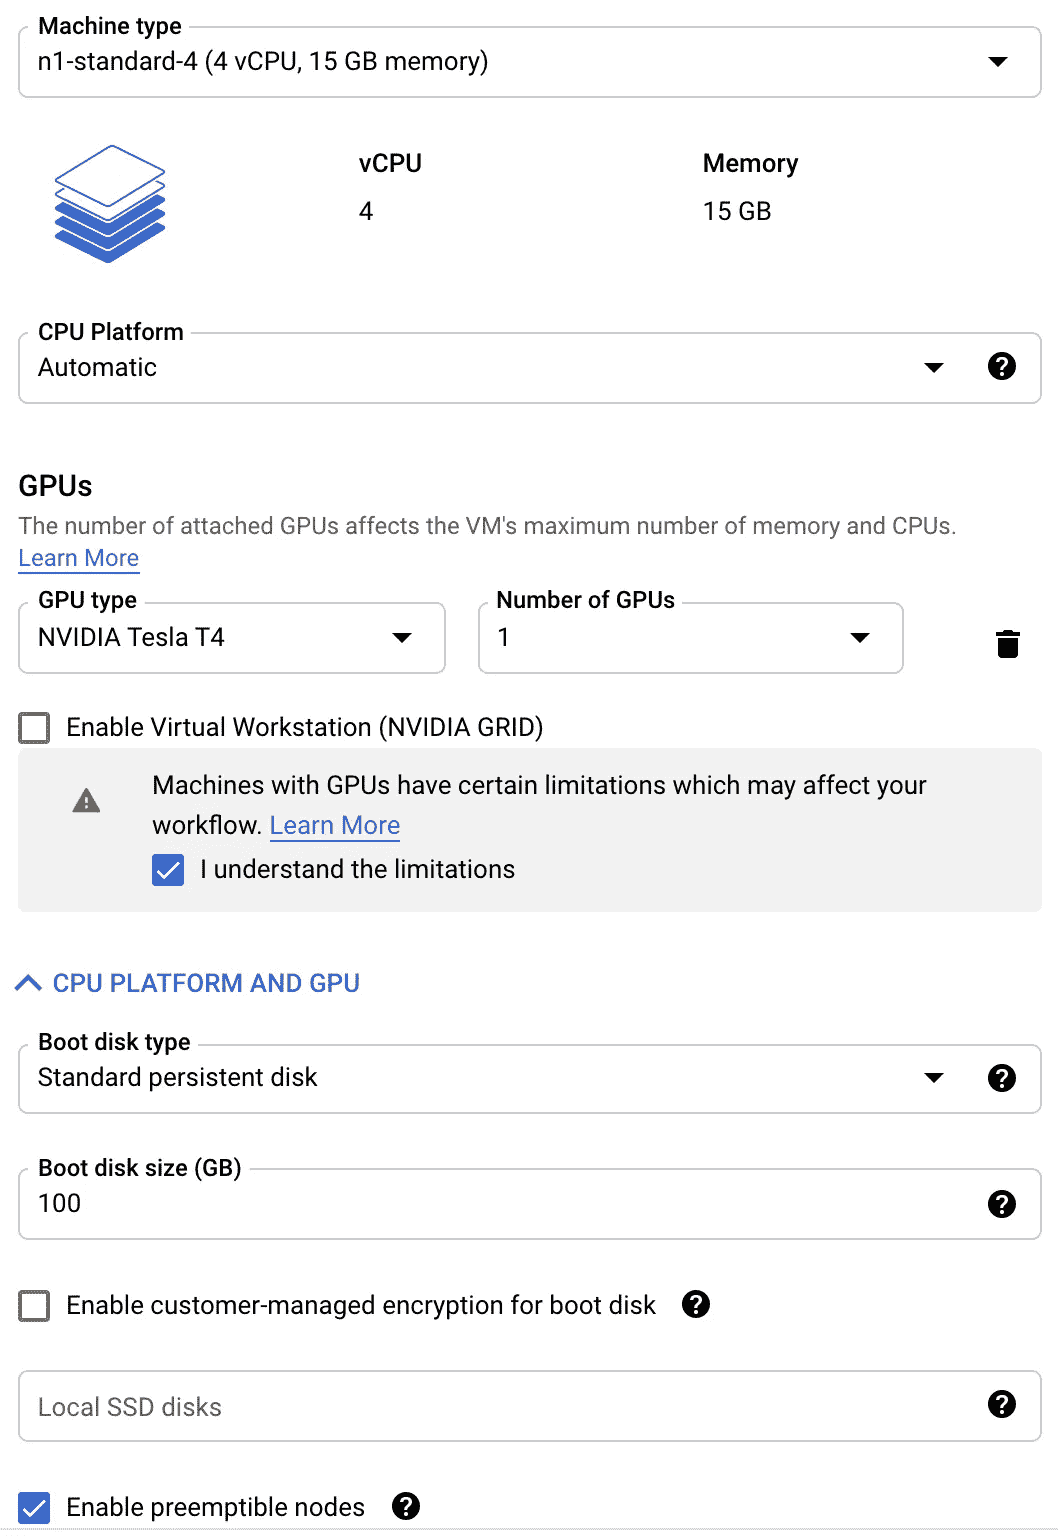 Machine type
n1-standard-4 (4 vCPU, 15 GB memory)
vCPU
Memory
4
15 GB
CPU Platform
Automatic
GPUs
The number of attached GPUs affects the VM's maximum number of memory and CPUs.
Learn More
GPU type
Number of GPUs
NVIDIA Tesla T4
1
Enable Virtual Workstation (NVIDIA GRID)
Machines with GPUs have certain limitations which may affect your
workflow. Learn More
I understand the limitations
CPU PLATFORM AND GPU
Boot disk type
Standard persistent disk
Boot disk size (GB)
100
Enable customer-managed encryption for boot disk
Local SSD disks
Enable preemptible nodes